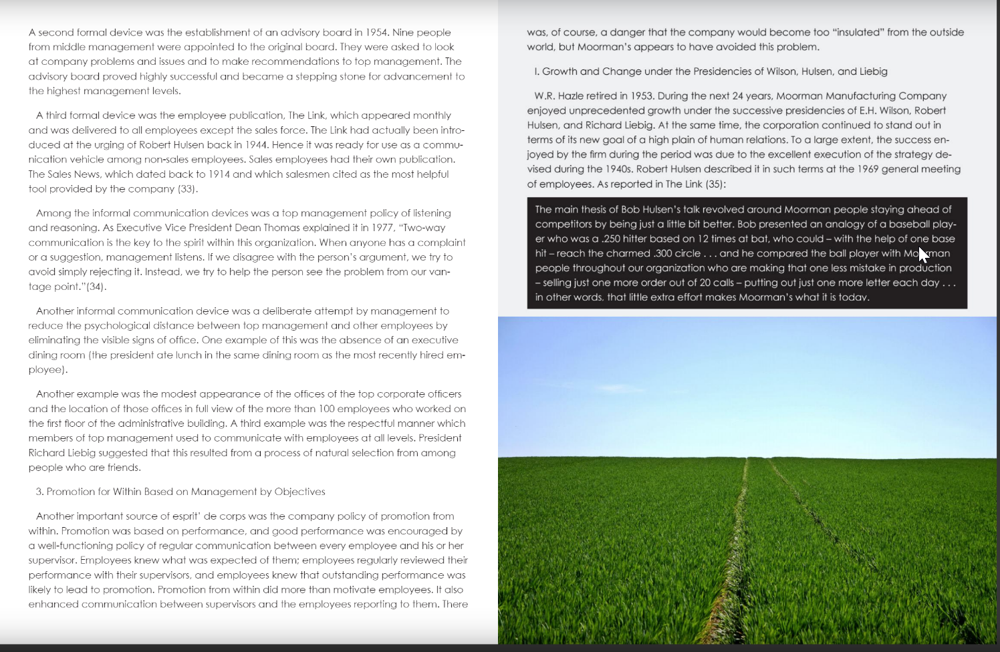 A second formal device was the establishment of an advisory board in 1954. Nine people
from middle management were appointed to the original board. They were asked to look
at company problems and issues and to make recommendations to top management. The
advisory board proved highly successful and became a stepping stone for advancement to
the highest management levels.
A third formal device was the employee publication, The Link, which appeared monthly
and was delivered to all employees except the sales force. The Link had actually been intro-
duced at the urging of Robert Hulsen back in 1944. Hence it was ready for use as a commu-
nication vehicle among non-sales employees. Sales employees had their own publication.
The Sales News, which dated back to 1914 and which salesmen cited as the most helpful
tool provided by the company (33).
Among the informal communication devices was a top management policy of listening
and reasoning. As Executive Vice President Dean Thomas explained it in 1977, “Two-way
communication is the key to the spirit within this organization. When anyone has a complaint
or a suggestion, management listens. If we disagree with the person’s argument, we try to
avoid simply rejecting it. Instead, we try to help the person see the problem from our van-
tage point.”(34).
Another informal communication device was a deliberate attempt by management to
reduce the psychological distance between top management and other employees by
eliminating the visible signs of office. One example of this was the absence of an executive
dining room (the president ate lunch in the same dining room as the most recently hired em-
ployee).
Another example was the modest appearance of the offices of the top corporate officers
and the location of those offices in full view of the more than 100 employees who worked on
the first floor of the administrative building. A third example was the respectful manner which
members of top management used to communicate with employees at all levels. President
Richard Liebig suggested that this resulted from a process of natural selection from among
people who are friends.
3. Promotion for Within Based on Management by Objectives
Another important source of esprit’ de corps was the company policy of promotion from
within. Promotion was based on performance, and good performance was encouraged by
a well-functioning policy of regular communication between every employee and his or her
supervisor. Employees knew what was expected of them; employees regularly reviewed their
performance with their supervisors, and employees knew that outstanding performance was
likely to lead to promotion. Promotion from within did more than motivate employees. It also
enhanced communication between supervisors and the employees reporting to them. There
was, of course, a danger that the company would become too “insulated” from the outside
world, but Moorman’s appears to have avoided this problem.
I. Growth and Change under the Presidencies of Wilson, Hulsen, and Liebig
W.R. Hazle retired in 1953. During the next 24 years, Moorman Manufacturing Company
enjoyed unprecedented growth under the successive presidencies of E.H. Wilson, Robert
Hulsen, and Richard Liebig. At the same time, the corporation continued to stand out in
terms of its new goal of a high plain of human relations. To a large extent, the success en-
joyed by the firm during the period was due to the excellent execution of the strategy de-
vised during the 1940s. Robert Hulsen described it in such terms at the 1969 general meeting
of employees. As reported in The Link (35):
The main thesis of Bob Hulsen’s talk revolved around Moorman people staying ahead of
competitors by being just a little bit better. Bob presented an analogy of a baseball play-
er who was a .250 hitter based on 12 times at bat, who could – with the help of one base
hit – reach the charmed .300 circle . . . and he compared the ball player with Moorman
people throughout our organization who are making that one less mistake in production
– selling just one more order out of 20 calls – putting out just one more letter each day . . .
in other words, that little extra effort makes Moorman’s what it is today.